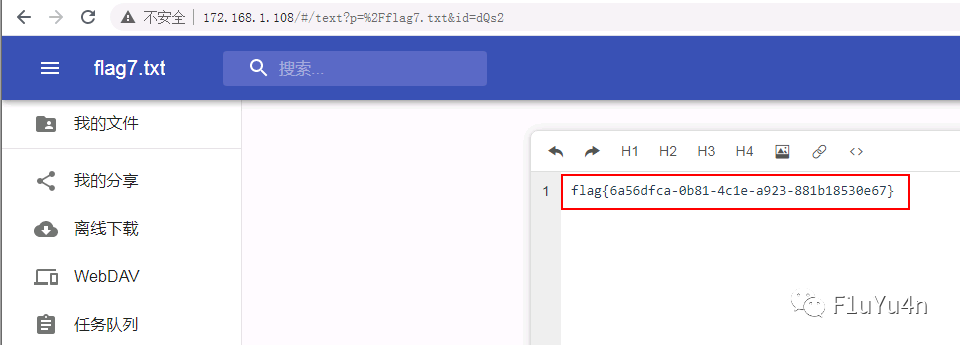 不安全 172.168.1.108/#/text?p=%2Fflag7.txt&id=dQs2
flag7.txt 搜索...
我的文件
H1 H2 H3 H4
我的分享
1 flag{6a56dfca-0b81-4c1e-a923-881b18530e67}
离线下载
WebDAV
任务队列
F1uYu4n